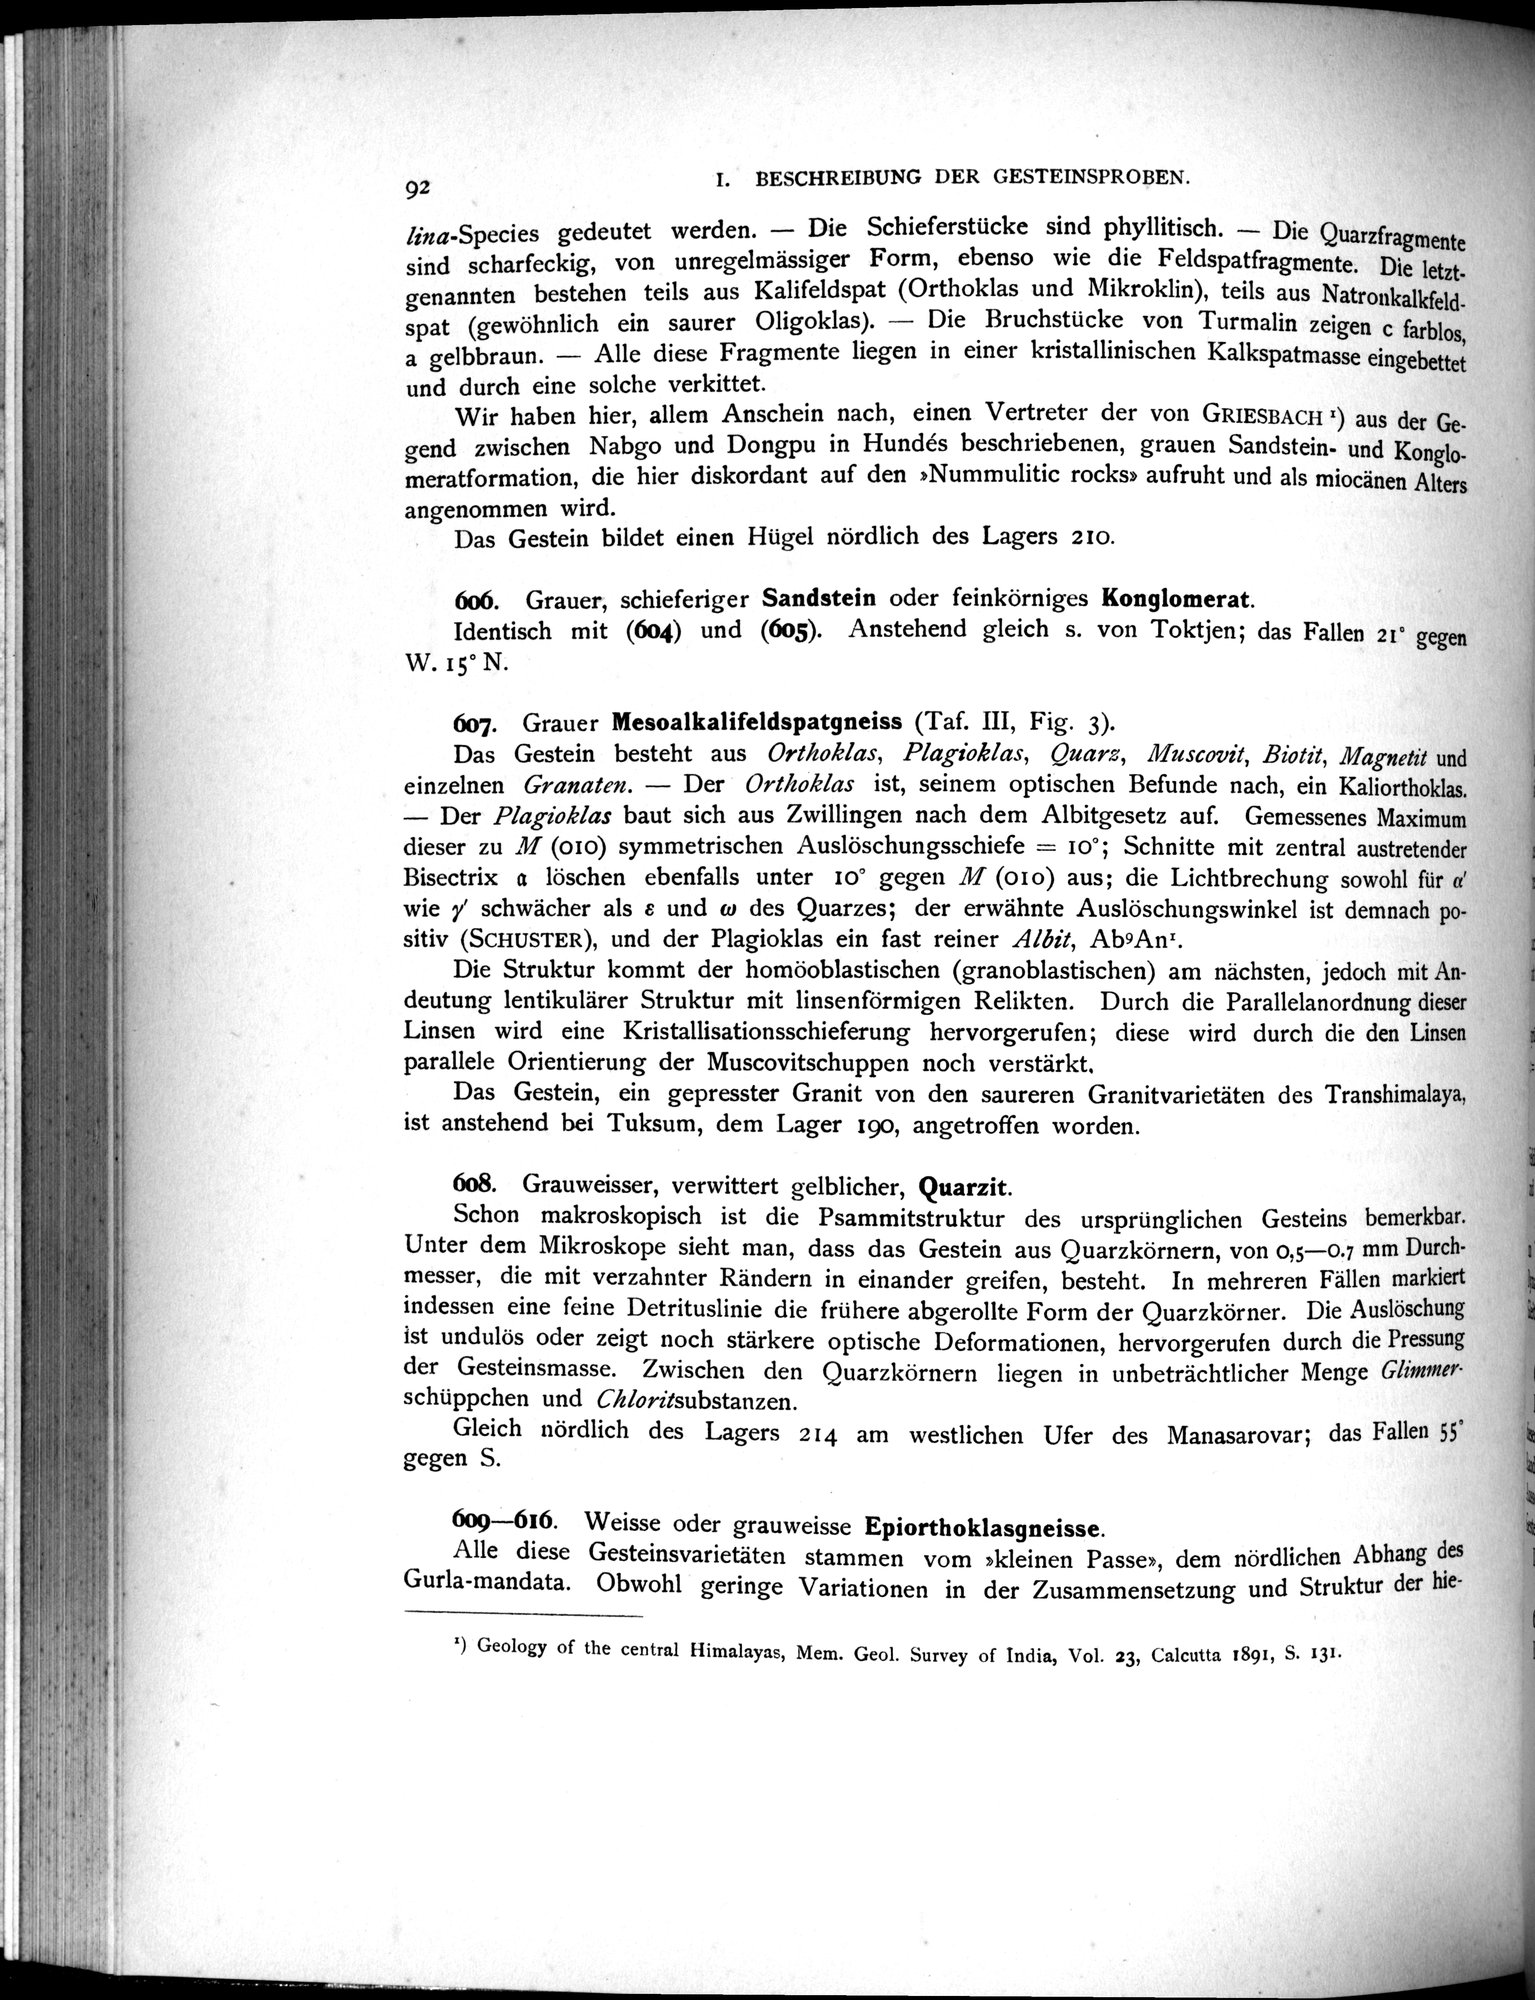 92
I. BESCHREIBUNG DER GESTEINSPROBEN.
lina-Species gedeutet werden. — Die Schieferstücke sind phyllitisch. — Die Quarzfragmente
sind scharfeckig, von unregelmässiger Form, ebenso wie die Feldspatfragmente. Die letzt-
genannten bestehen teils aus Kalifeldspat (Orthoklas und Mikroklin), teils aus Natronkalkfeld-
spat (gewöhnlich ein saurer Oligoklas). — Die Bruchstücke von Turmalin zeigen c farblos,
a gelbbraun. — Alle diese Fragmente liegen in einer kristallinischen Kalkspatmasse eingebettet
und durch eine solche verkittet.
Wir haben hier, allem Anschein nach, einen Vertreter der von GRIESBACH ¹) aus der Ge-
gend zwischen Nabgo und Dongpu in Hundés beschriebenen, grauen Sandstein- und Konglo-
meratformation, die hier diskordant auf den »Nummulitic rocks» aufruht und als miocänen Alters
angenommen wird.
Das Gestein bildet einen Hügel nördlich des Lagers 210.
606. Grauer, schieferiger Sandstein oder feinkörniges Konglomerat.
Identisch mit (604) und (605). Anstehend gleich s. von Toktjen; das Fallen 21° gegen
W. 15° N.
607. Grauer Mesoalkalifeldspatgneiss (Taf. III, Fig. 3).
Das Gestein besteht aus Orthoklas, Plagioklas, Quarz, Muscovit, Biotit, Magnetit und
einzelnen Granaten. — Der Orthoklas ist, seinem optischen Befunde nach, ein Kaliorthoklas.
— Der Plagioklas baut sich aus Zwillingen nach dem Albitgesetz auf. Gemessenes Maximum
dieser zu M (010) symmetrischen Auslöschungsschiefe = 10°; Schnitte mit zentral austretender
Bisectrix a löschen ebenfalls unter 10° gegen M (010) aus; die Lichtbrechung sowohl für α'
wie γ' schwächer als ε und ω des Quarzes; der erwähnte Auslöschungswinkel ist demnach po-
sitiv (SCHUSTER), und der Plagioklas ein fast reiner Albit, Ab⁹An¹.
Die Struktur kommt der homöoblastischen (granoblastischen) am nächsten, jedoch mit An-
deutung lentikulärer Struktur mit linsenförmigen Relikten. Durch die Parallelanordnung dieser
Linsen wird eine Kristallisationsschieferung hervorgerufen; diese wird durch die den Linsen
parallele Orientierung der Muscovitschuppen noch verstärkt.
Das Gestein, ein gepresster Granit von den saureren Granitvarietäten des Transhimalaya,
ist anstehend bei Tuksum, dem Lager 190, angetroffen worden.
608. Grauweisser, verwittert gelblicher, Quarzit.
Schon makroskopisch ist die Psammitstruktur des ursprünglichen Gesteins bemerkbar.
Unter dem Mikroskope sieht man, dass das Gestein aus Quarzkörnern, von 0,5—0.7 mm Durch-
messer, die mit verzahnter Rändern in einander greifen, besteht. In mehreren Fällen markiert
indessen eine feine Detrituslinie die frühere abgerollte Form der Quarzkörner. Die Auslöschung
ist undulös oder zeigt noch stärkere optische Deformationen, hervorgerufen durch die Pressung
der Gesteinsmasse. Zwischen den Quarzkörnern liegen in unbeträchtlicher Menge Glimmer-
schüppchen und Chloritsubstanzen.
Gleich nördlich des Lagers 214 am westlichen Ufer des Manasarovar; das Fallen 55°
gegen S.
609—616. Weisse oder grauweisse Epiorthoklasgneisse.
Alle diese Gesteinsvarietäten stammen vom »kleinen Passe», dem nördlichen Abhang des
Gurla-mandata. Obwohl geringe Variationen in der Zusammensetzung und Struktur der hie-
¹) Geology of the central Himalayas, Mem. Geol. Survey of India, Vol. 23, Calcutta 1891, S. 131.